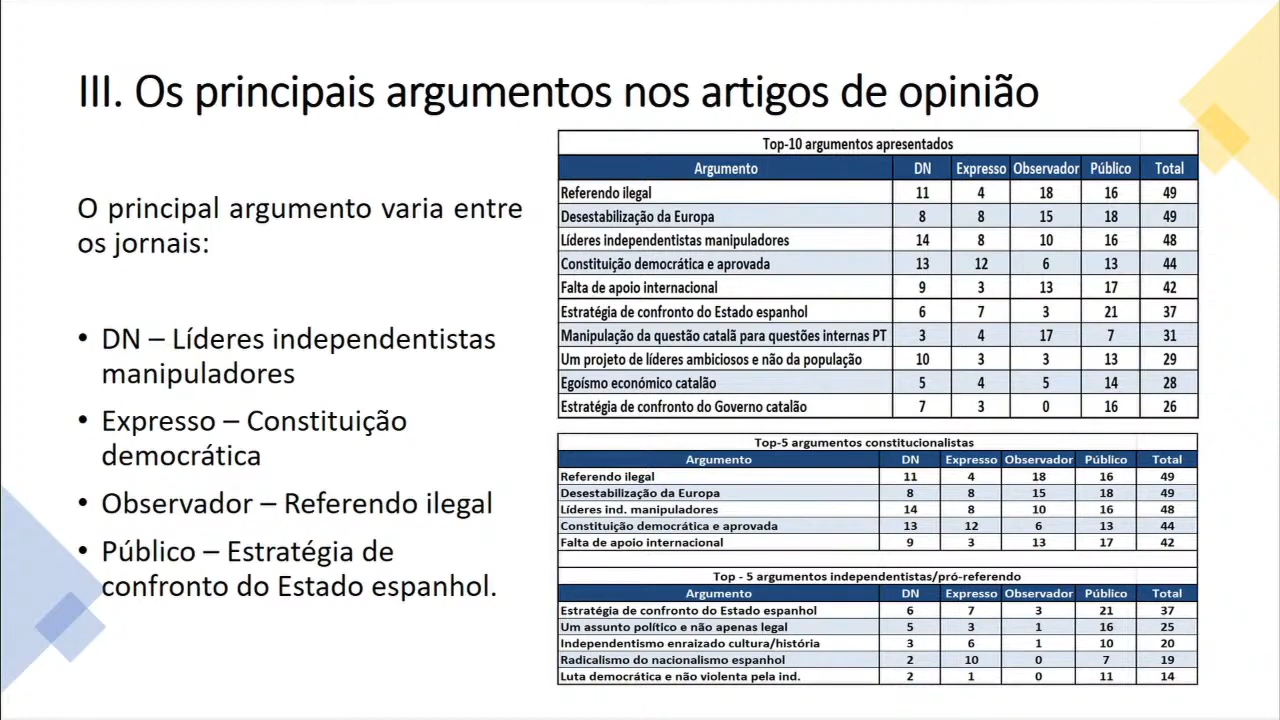 III. Os principais argumentos nos artigos de opinião
O principal argumento varia entre
os jornais:
• DN – Líderes independentistas
manipuladores
• Expresso – Constituição
democrática
• Observador – Referendo ilegal
• Público – Estratégia de
confronto do Estado espanhol.
Top-10 argumentos apresentados
Argumento DN Expresso Observador Público Total
Referendo ilegal 11 4 18 16 49
Desestabilização da Europa 8 8 15 18 49
Líderes independentistas manipuladores 14 8 10 16 48
Constituição democrática e aprovada 13 12 6 13 44
Falta de apoio internacional 9 3 13 17 42
Estratégia de confronto do Estado espanhol 6 7 3 21 37
Manipulação da questão catalã para questões internas PT 3 4 17 7 31
Um projeto de líderes ambiciosos e não da população 10 3 3 13 29
Egoísmo económico catalão 5 4 5 14 28
Estratégia de confronto do Governo catalão 7 3 0 16 26
Top-5 argumentos constitucionalistas
Argumento DN Expresso Observador Público Total
Referendo ilegal 11 4 18 16 49
Desestabilização da Europa 8 8 15 18 49
Líderes ind. manipuladores 14 8 10 16 48
Constituição democrática e aprovada 13 12 6 13 44
Falta de apoio internacional 9 3 13 17 42
Top - 5 argumentos independentistas/pró-referendo
Argumento DN Expresso Observador Público Total
Estratégia de confronto do Estado espanhol 6 7 3 21 37
Um assunto político e não apenas legal 5 3 1 16 25
Independentismo enraizado cultura/história 3 6 1 10 20
Radicalismo do nacionalismo espanhol 2 10 0 7 19
Luta democrática e não violenta pela ind. 2 1 0 11 14